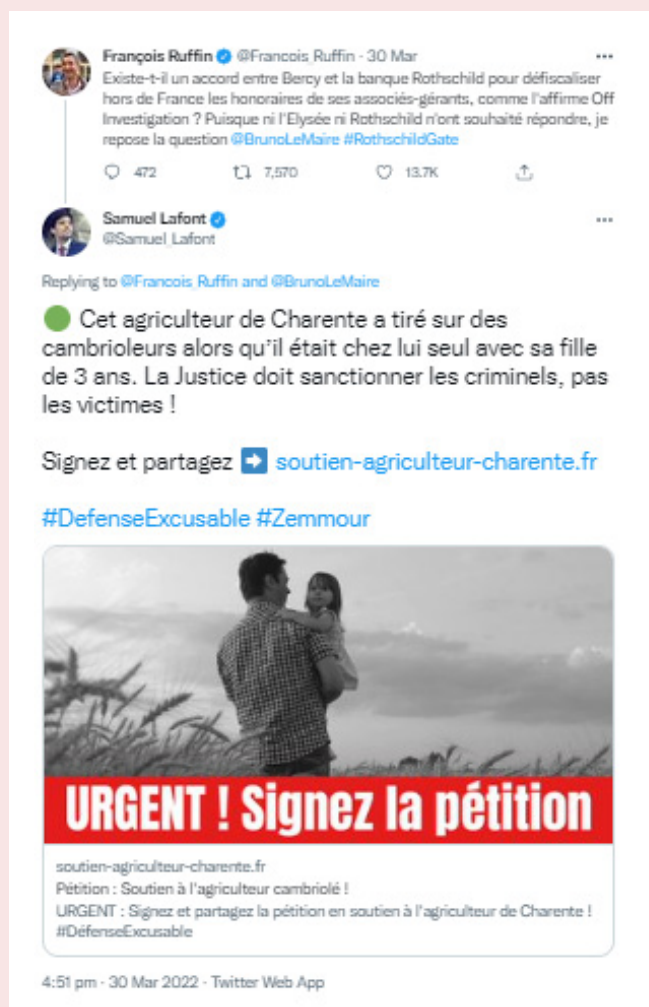 François Ruffin @Francois_Ruffin · 30 Mar
Existe-t-il un accord entre Bercy et la banque Rothschild pour défiscaliser
hors de France les honoraires de ses associés-gérants, comme l'affirme Off
Investigation ? Puisque ni l'Elysée ni Rothschild n'ont souhaité répondre, je
repose la question @BrunoLeMaire #RothschildGate
472 7,570 13.7K
Samuel Lafont
@Samuel_Lafont
Replying to @Francois_Ruffin and @BrunoLeMaire
Cet agriculteur de Charente a tiré sur des
cambrioleurs alors qu'il était chez lui seul avec sa fille
de 3 ans. La Justice doit sanctionner les criminels, pas
les victimes !
Signez et partagez ➡ soutien-agriculteur-charente.fr
#DefenseExcusable #Zemmour
URGENT ! Signez la pétition
soutien-agriculteur-charente.fr
Pétition : Soutien à l'agriculteur cambriolé !
URGENT : Signez et partagez la pétition en soutien à l'agriculteur de Charente !
#DéfenseExcusable
4:51 pm · 30 Mar 2022 · Twitter Web App